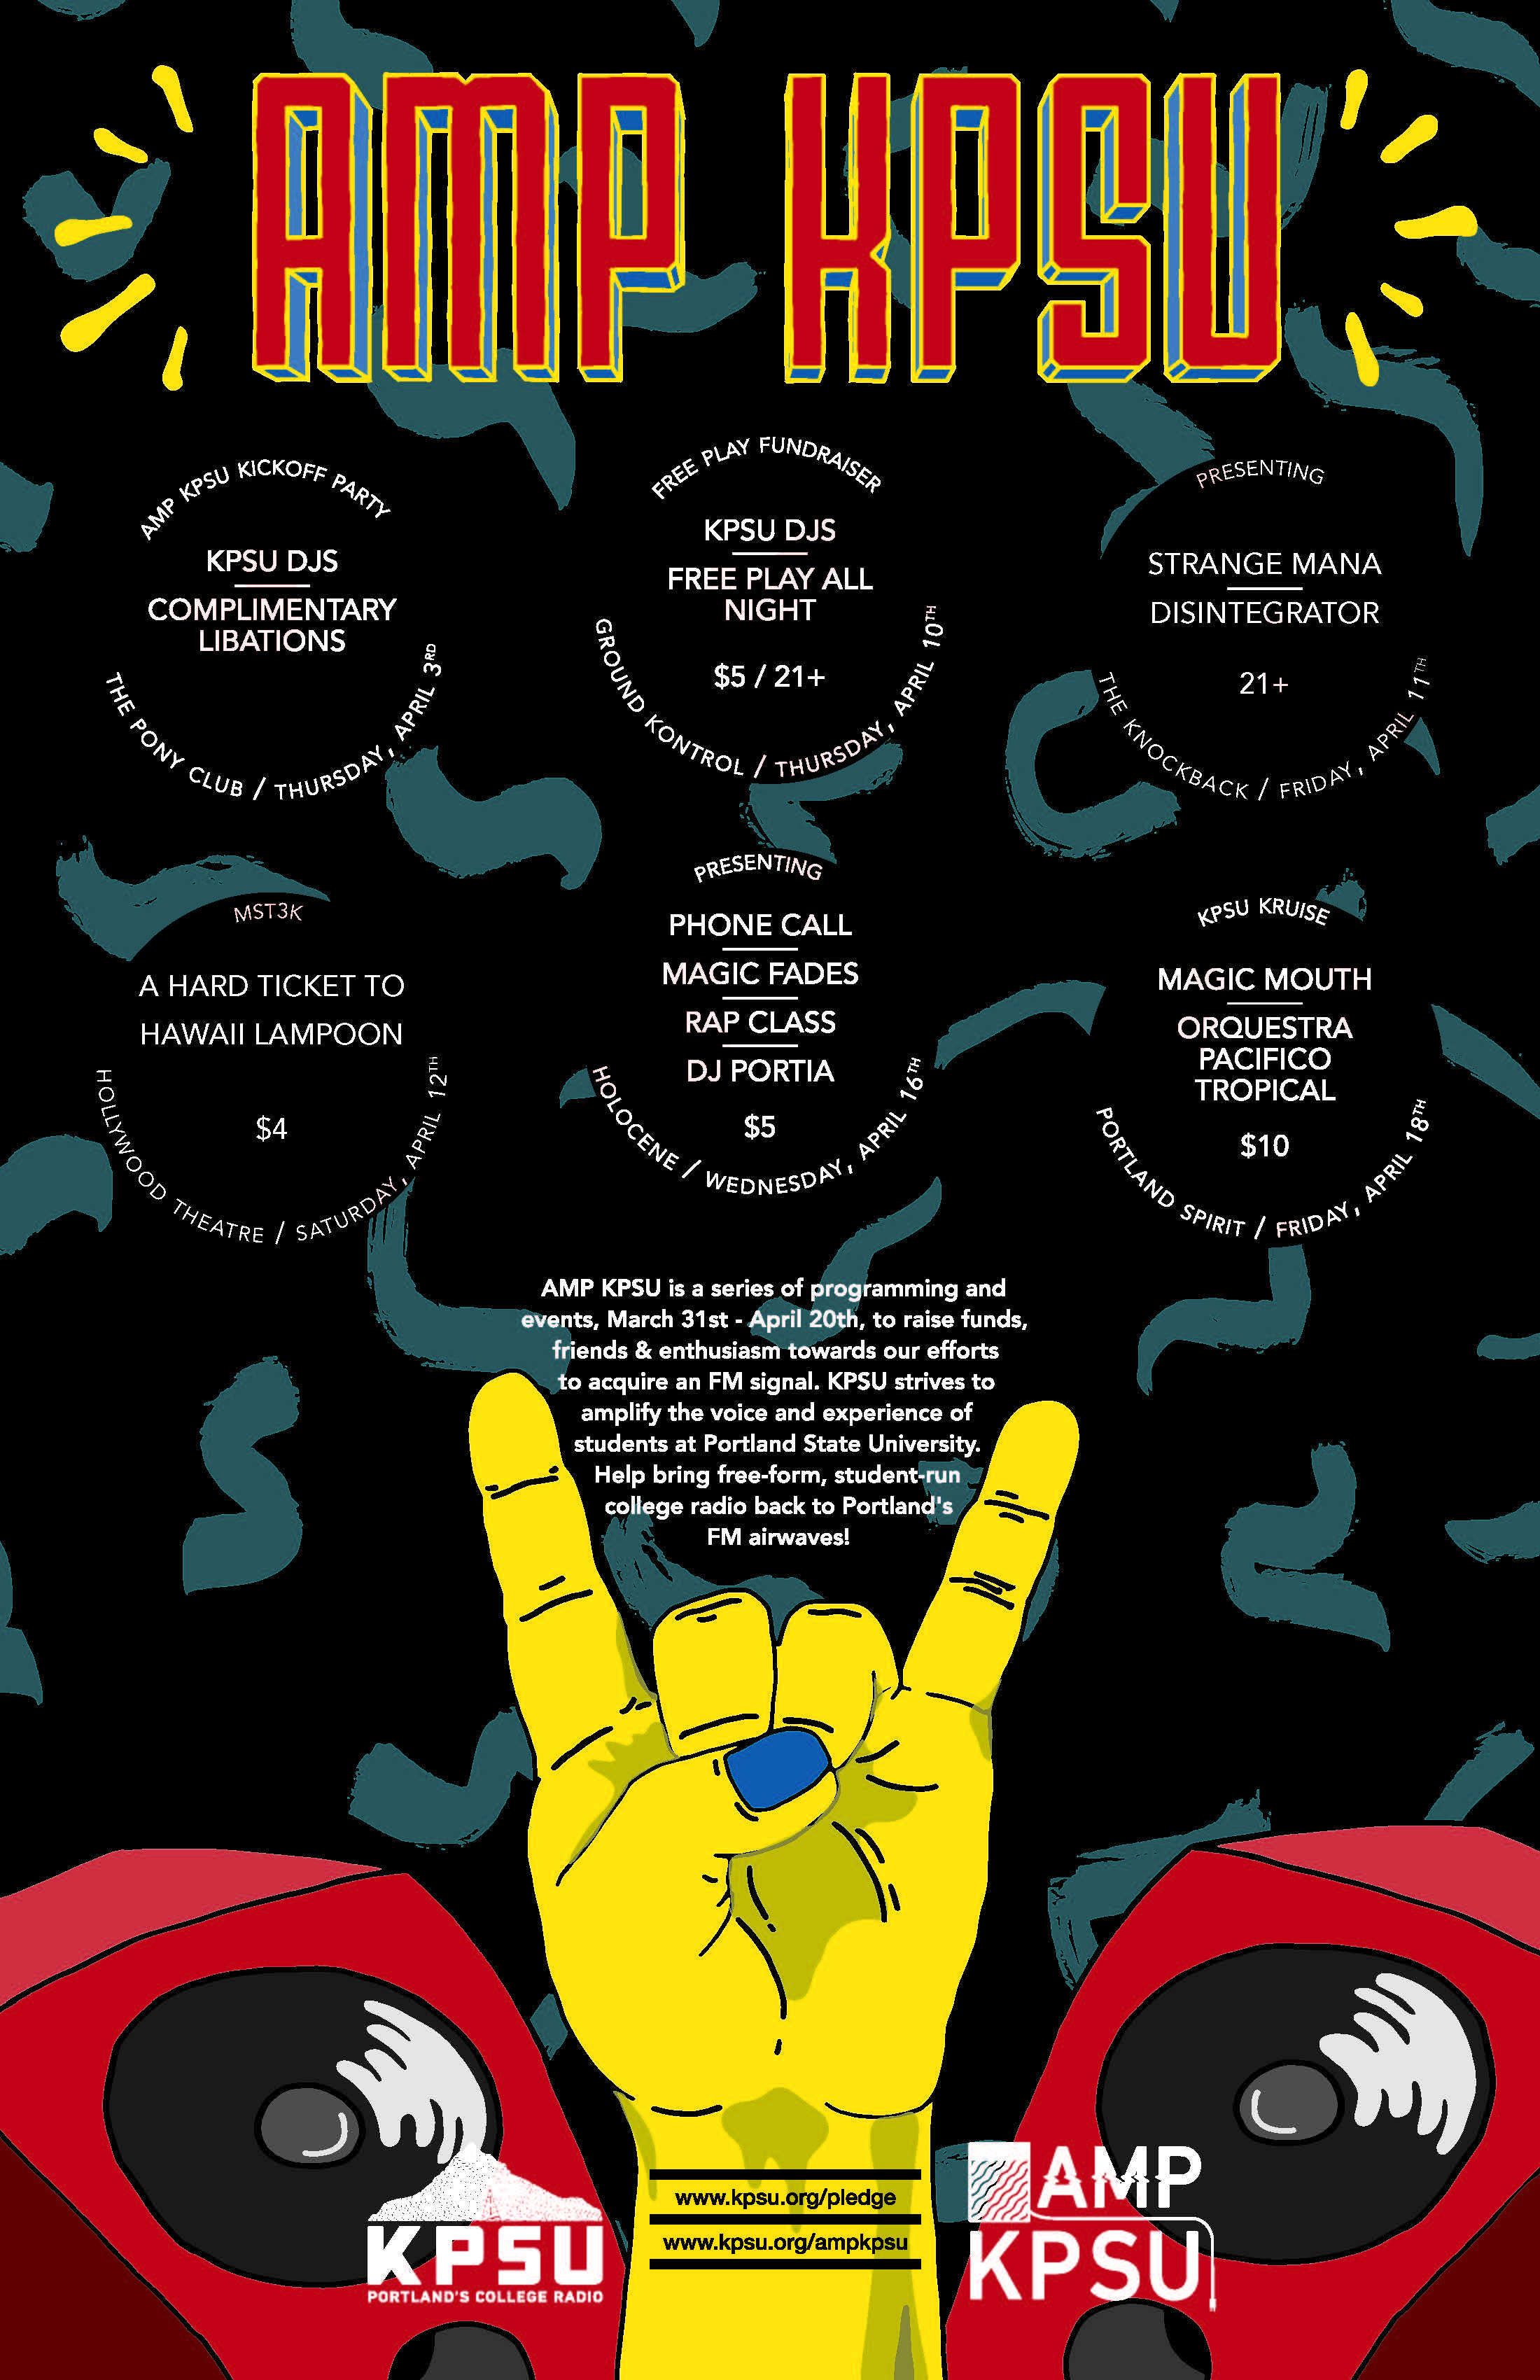 AMP KPSU
AMP KPSU KICKOFF PARTY
KPSU DJS
COMPLIMENTARY
LIBATIONS
THE PONY CLUB / THURSDAY, APRIL 3RD
FREE PLAY FUNDRAISER
KPSU DJS
FREE PLAY ALL
NIGHT
$5 / 21+
GROUND KONTROL / THURSDAY, APRIL 10TH
PRESENTING
STRANGE MANA
DISINTEGRATOR
21+
THE KNOCKBACK / FRIDAY, APRIL 11TH
MST3K
A HARD TICKET TO
HAWAII LAMPOON
$4
HOLLYWOOD THEATRE / SATURDAY, APRIL 12TH
PRESENTING
PHONE CALL
MAGIC FADES
RAP CLASS
DJ PORTIA
$5
HOLOCENE / WEDNESDAY, APRIL 16TH
KPSU KRUISE
MAGIC MOUTH
ORQUESTRA
PACIFICO
TROPICAL
$10
PORTLAND SPIRIT / FRIDAY, APRIL 18TH
AMP KPSU is a series of programming and
events, March 31st - April 20th, to raise funds,
friends & enthusiasm towards our efforts
to acquire an FM signal. KPSU strives to
amplify the voice and experience of
students at Portland State University.
Help bring free-form, student-run
college radio back to Portland's
FM airwaves!
KPSU
PORTLAND'S COLLEGE RADIO
www.kpsu.org/pledge
www.kpsu.org/ampkpsu
AMP
KPSU